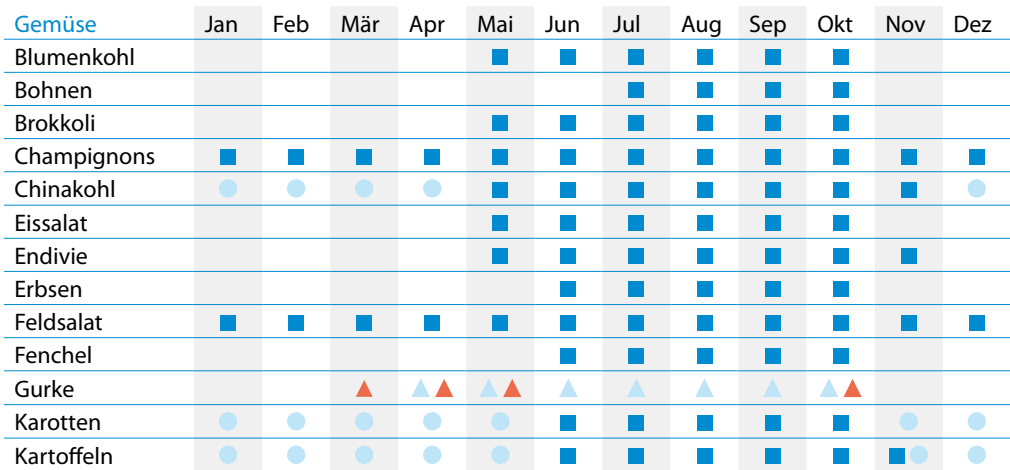 Gemüse Jan Feb Mär Apr Mai Jun Jul Aug Sep Okt Nov Dez
Blumenkohl
Bohnen
Brokkoli
Champignons
Chinakohl
Eissalat
Endivie
Erbsen
Feldsalat
Fenchel
Gurke
Karotten
Kartoffeln